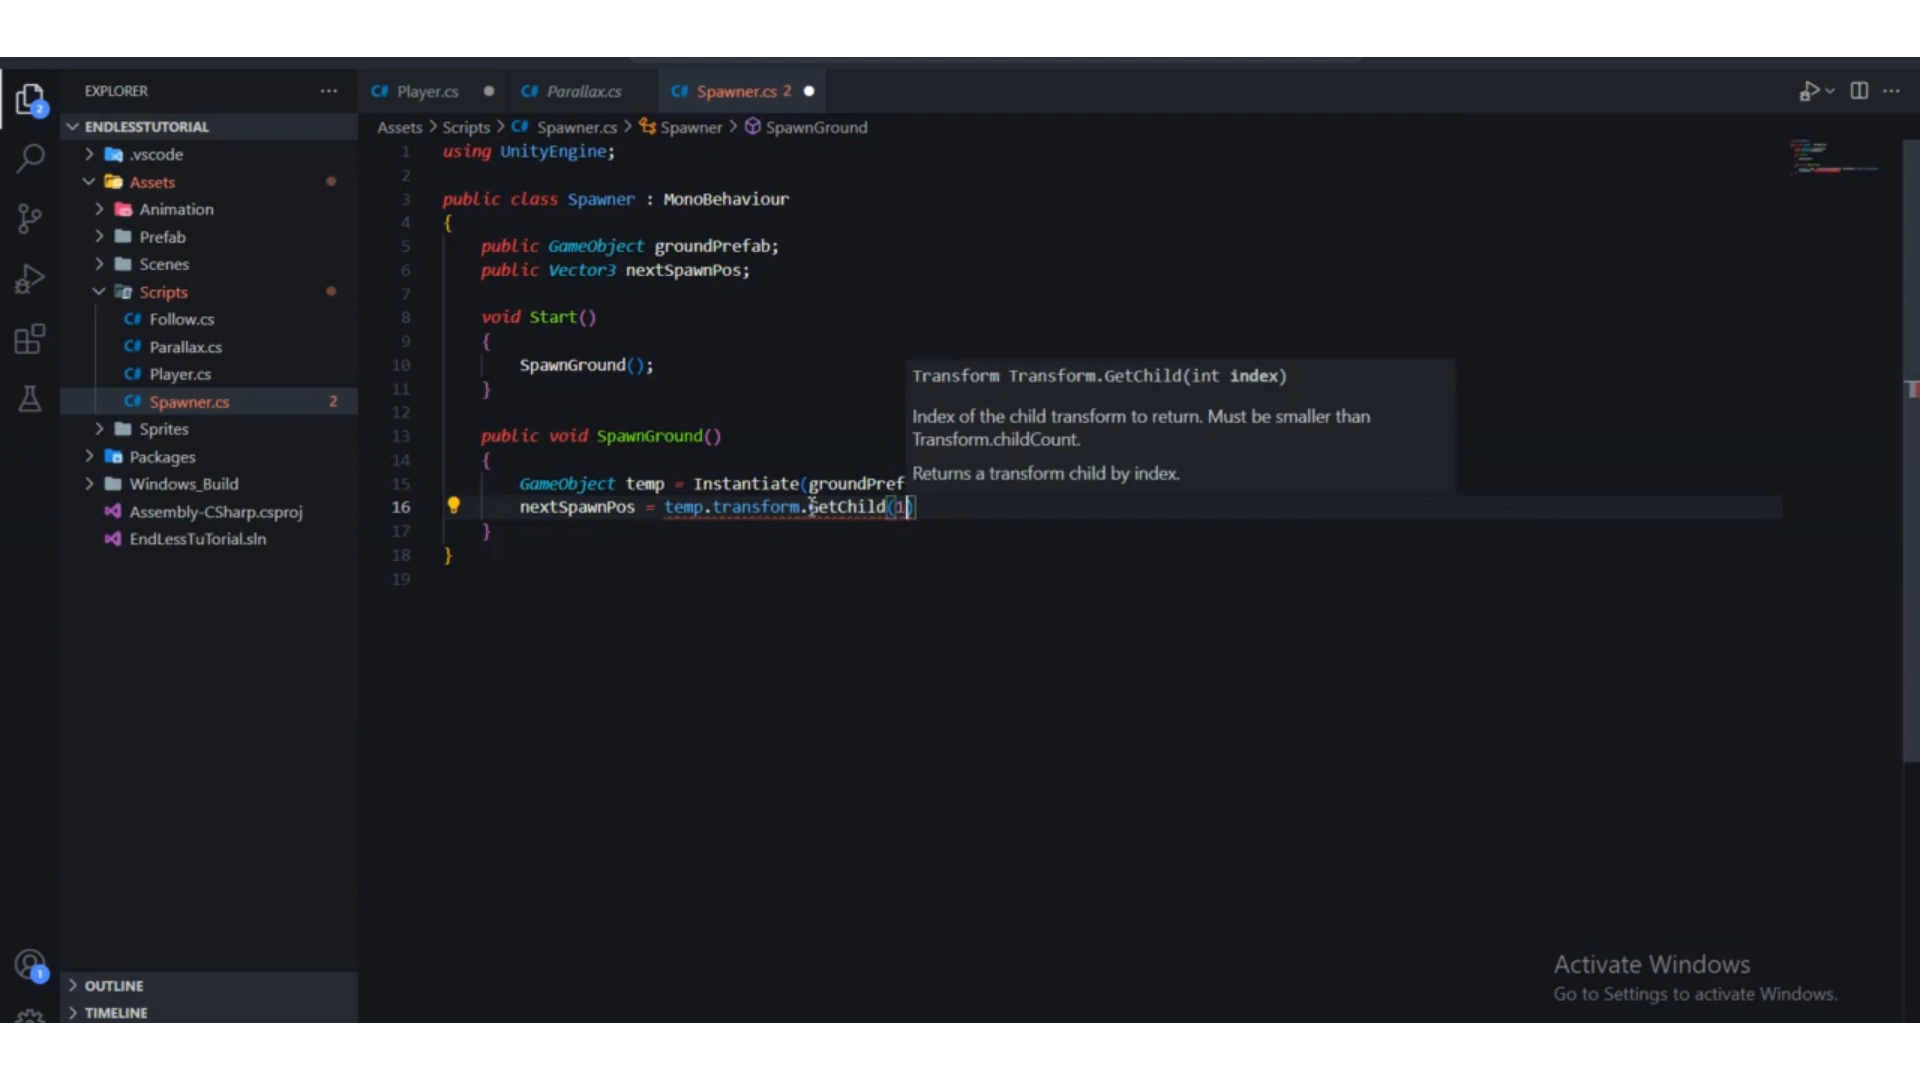 EXPLORER
Player.cs
Parallax.cs
Spawner.cs 2
ENDLESSTUTORIAL
Assets > Scripts > C# Spawner.cs > Spawner > SpawnGround
.vscode
Assets
Animation
Prefab
Scenes
Scripts
C# Follow.cs
C# Parallax.cs
C# Player.cs
C# Spawner.cs 2
Sprites
Packages
Windows_Build
Assembly-CSharp.csproj
EndLessTuTorial.sln
OUTLINE
TIMELINE
1 using UnityEngine;
2
3 public class Spawner : MonoBehaviour
4 {
5 public GameObject groundPrefab;
6 public Vector3 nextSpawnPos;
7
8 void Start()
9 {
10 SpawnGround();
11 }
12
13 public void SpawnGround()
14 {
15 GameObject temp = Instantiate(groundPref
16 nextSpawnPos = temp.transform.GetChild(1)
17 }
18 }
19
Transform Transform.GetChild(int index)
Index of the child transform to return. Must be smaller than
Transform.childCount.
Returns a transform child by index.
Activate Windows
Go to Settings to activate Windows.